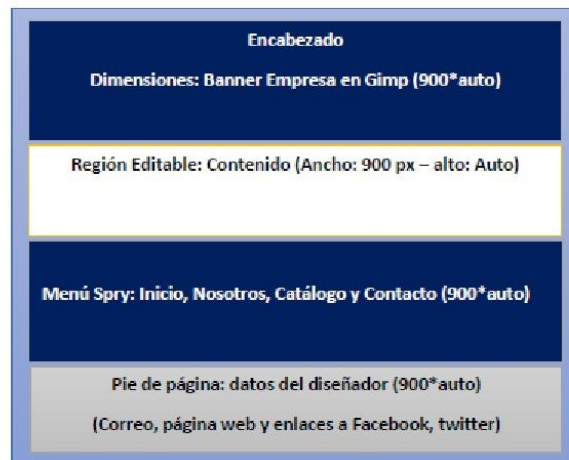 Encabezado
Dimensiones: Banner Empresa en Gimp (900*auto)
Región Editable: Contenido (Ancho: 900 px – alto: Auto)
Menú Spry: Inicio, Nosotros, Catálogo y Contacto (900*auto)
Pie de página: datos del diseñador (900*auto)
(Correo, página web y enlaces a Facebook, twitter)